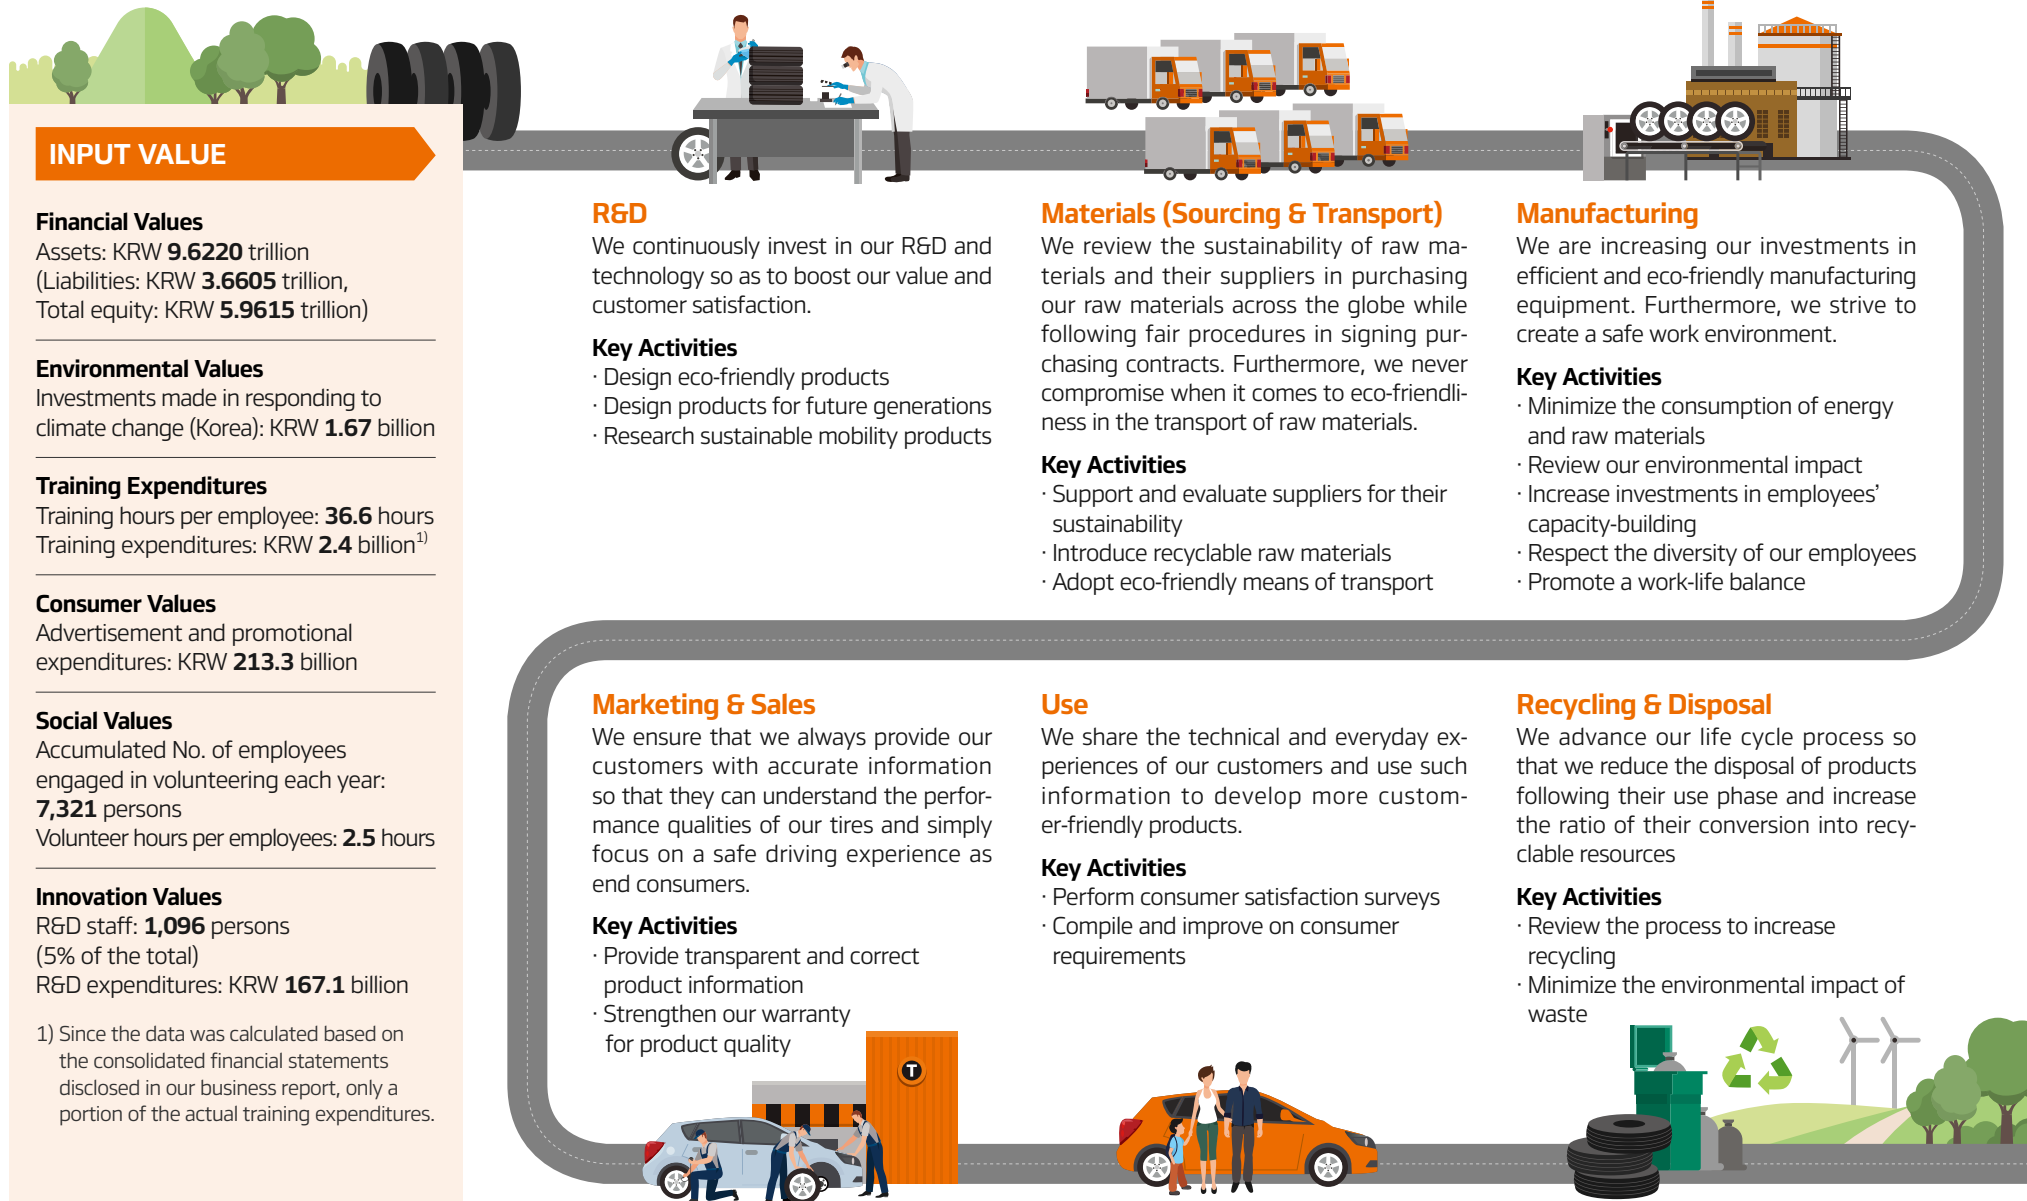 INPUT VALUE
Financial Values
Assets: KRW 9.6220 trillion
(Liabilities: KRW 3.6605 trillion,
Total equity: KRW 5.9615 trillion)
Environmental Values
Investments made in responding to
climate change (Korea): KRW 1.67 billion
Training Expenditures
Training hours per employee: 36.6 hours
Training expenditures: KRW 2.4 billion1)
Consumer Values
Advertisement and promotional
expenditures: KRW 213.3 billion
Social Values
Accumulated No. of employees
engaged in volunteering each year:
7,321 persons
Volunteer hours per employees: 2.5 hours
Innovation Values
R&D staff: 1,096 persons
(5% of the total)
R&D expenditures: KRW 167.1 billion
1) Since the data was calculated based on
the consolidated financial statements
disclosed in our business report, only a
portion of the actual training expenditures.
R&D
We continuously invest in our R&D and
technology so as to boost our value and
customer satisfaction.
Key Activities
· Design eco-friendly products
· Design products for future generations
· Research sustainable mobility products
Materials (Sourcing & Transport)
We review the sustainability of raw ma-
terials and their suppliers in purchasing
our raw materials across the globe while
following fair procedures in signing pur-
chasing contracts. Furthermore, we never
compromise when it comes to eco-friendli-
ness in the transport of raw materials.
Key Activities
· Support and evaluate suppliers for their
sustainability
· Introduce recyclable raw materials
· Adopt eco-friendly means of transport
Manufacturing
We are increasing our investments in
efficient and eco-friendly manufacturing
equipment. Furthermore, we strive to
create a safe work environment.
Key Activities
· Minimize the consumption of energy
and raw materials
· Review our environmental impact
· Increase investments in employees’
capacity-building
· Respect the diversity of our employees
· Promote a work-life balance
Marketing & Sales
We ensure that we always provide our
customers with accurate information
so that they can understand the perfor-
mance qualities of our tires and simply
focus on a safe driving experience as
end consumers.
Key Activities
· Provide transparent and correct
product information
· Strengthen our warranty
for product quality
T
Use
We share the technical and everyday ex-
periences of our customers and use such
information to develop more custom-
er-friendly products.
Key Activities
· Perform consumer satisfaction surveys
· Compile and improve on consumer
requirements
Recycling & Disposal
We advance our life cycle process so
that we reduce the disposal of products
following their use phase and increase
the ratio of their conversion into recy-
clable resources
Key Activities
· Review the process to increase
recycling
· Minimize the environmental impact of
waste